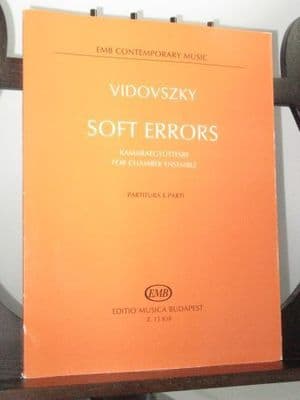 EMB CONTEMPORARY MUSIC
VIDOVSZKY
SOFT ERRORS
KAMARAEGYÜTTESRE
FOR CHAMBER ENSEMBLE
PARTITURA E PARTI
EMB
EDITIO MUSICA BUDAPEST